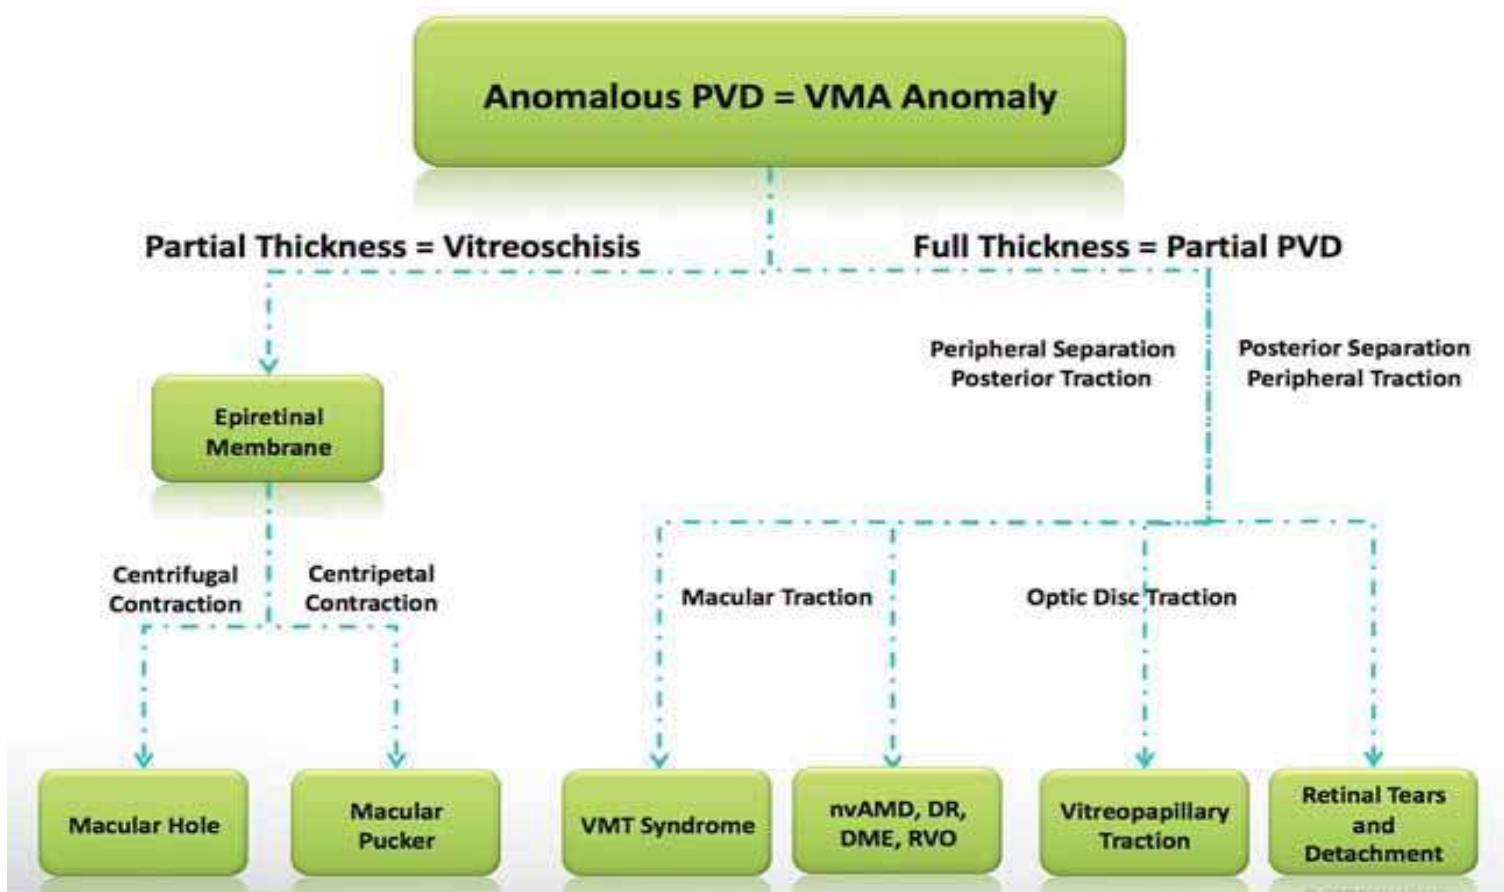 Anomalous PVD = VMA Anomaly
Partial Thickness = Vitreoschisis
Full Thickness = Partial PVD
Peripheral Separation
Posterior Traction
Posterior Separation
Peripheral Traction
Epiretinal
Membrane
Centrifugal
Contraction
Centripetal
Contraction
Macular Traction
Optic Disc Traction
Macular Hole
Macular
Pucker
VMT Syndrome
nvAMD, DR,
DME, RVO
Vitreopapillary
Traction
Retinal Tears
and
Detachment